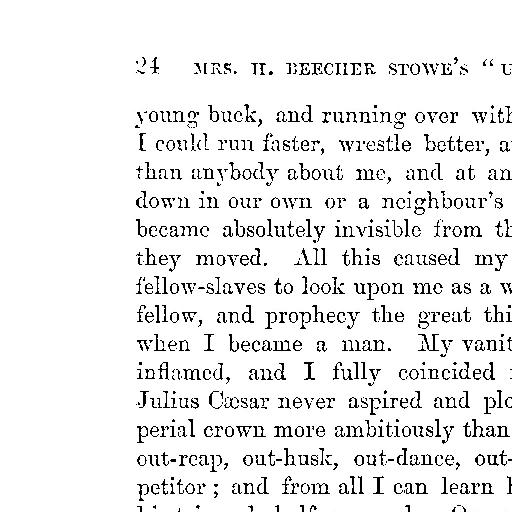 24 MRS. H. BEECHER STOWE'S "U
young buck, and running over with
I could run faster, wrestle better, a
than anybody about me, and at an
down in our own or a neighbour's
became absolutely invisible from th
they moved. All this caused my
fellow-slaves to look upon me as a w
fellow, and prophecy the great thi
when I became a man. My vanit
inflamed, and I fully coincided
Julius Cæsar never aspired and plo
perial crown more ambitiously than
out-reap, out-husk, out-dance, out-
petitor; and from all I can learn h